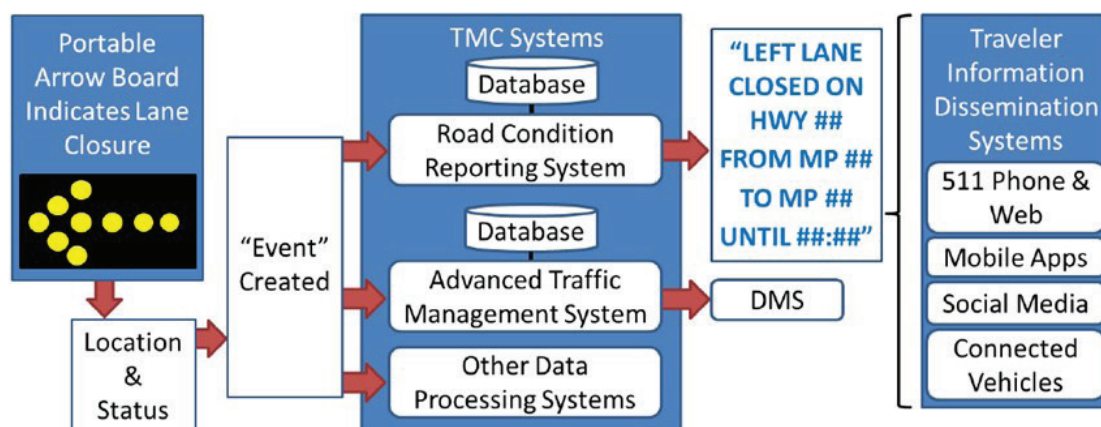 Portable
Arrow Board
Indicates Lane
Closure
Location
&
Status
“Event”
Created
TMC Systems
Database
Road Condition
Reporting System
Database
Advanced Traffic
Management System
Other Data
Processing Systems
“LEFT LANE
CLOSED ON
HWY ##
FROM MP ##
TO MP ##
UNTIL ##:##”
DMS
Traveler
Information
Dissemination
Systems
511 Phone &
Web
Mobile Apps
Social Media
Connected
Vehicles